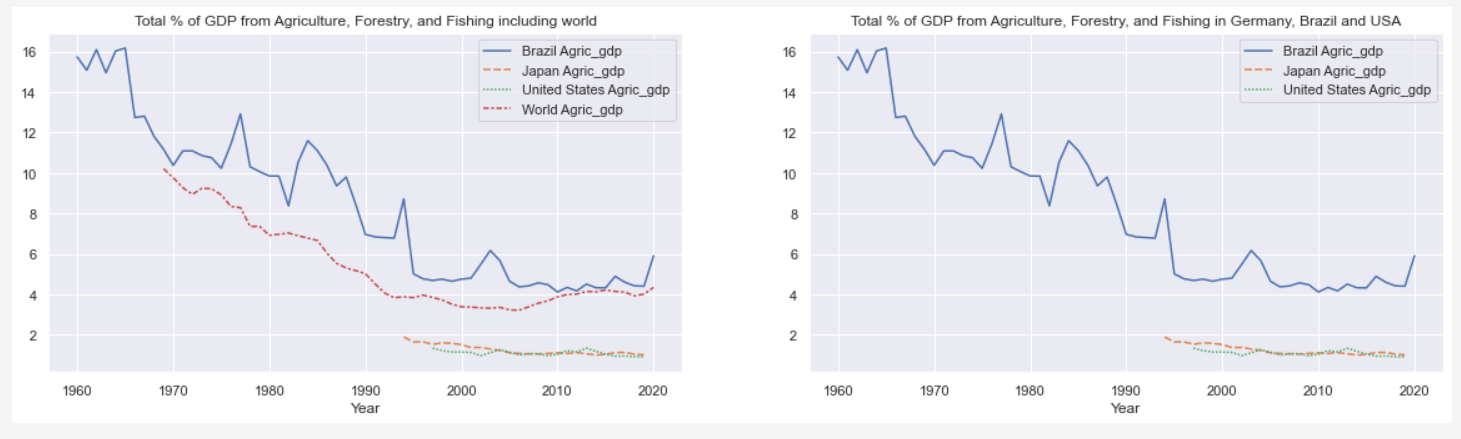 Total % of GDP from Agriculture, Forestry, and Fishing including world
16
14
12
10
8
6
4
2
Brazil Agric_gdp
Japan Agric_gdp
United States Agric_gdp
World Agric_gdp
1960 1970 1980 1990 2000 2010 2020
Year
Total % of GDP from Agriculture, Forestry, and Fishing in Germany, Brazil and USA
16
14
12
10
8
6
4
2
Brazil Agric_gdp
Japan Agric_gdp
United States Agric_gdp
1960 1970 1980 1990 2000 2010 2020
Year